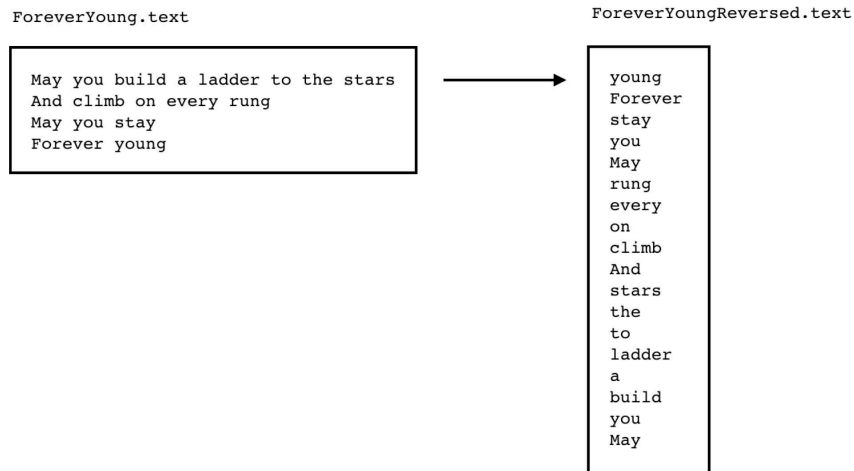 ForeverYoung.text
May you build a ladder to the stars
And climb on every rung
May you stay
Forever young
ForeverYoungReversed.text
young
Forever
stay
you
May
rung
every
on
climb
And
stars
the
to
ladder
a
build
you
May